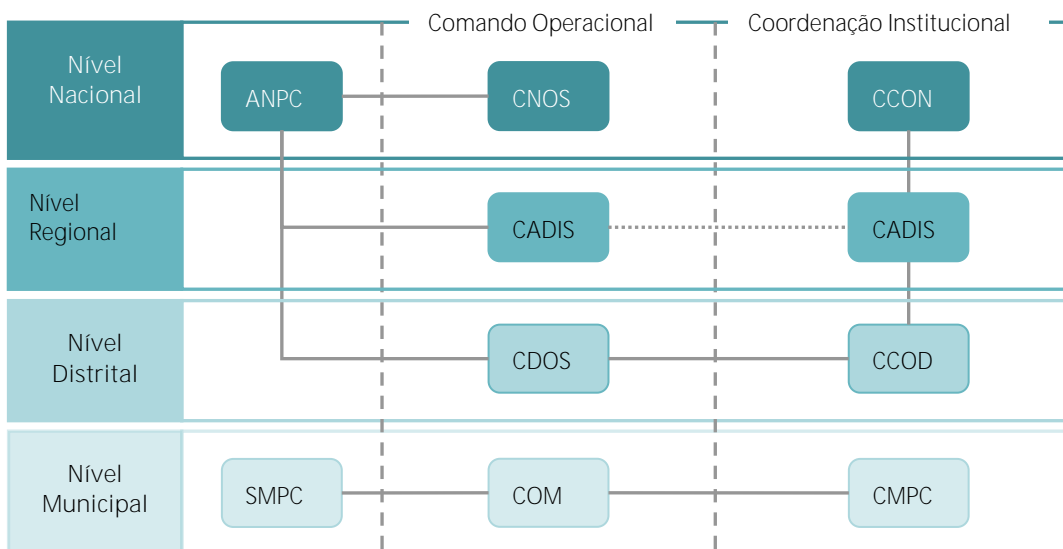 Comando Operacional
Coordenação Institucional
Nível
Nacional
ANPC
CNOS
CCON
Nível
Regional
CADIS
CADIS
Nível
Distrital
CDOS
CCOD
Nível
Municipal
SMPC
COM
CMPC